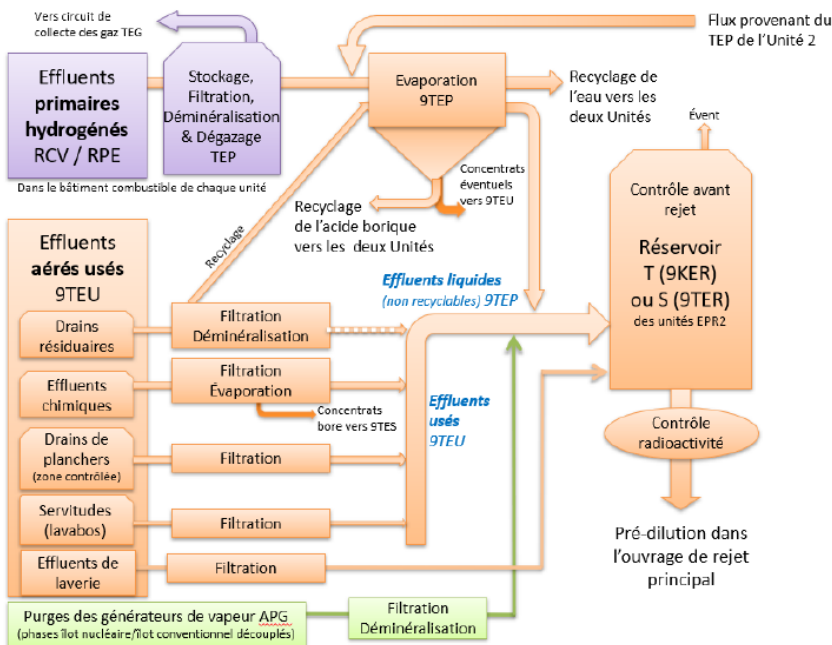 Vers circuit de
collecte des gaz TEG
Flux provenant du
TEP de l'Unité 2
Effluents
primaires
hydrogénés
RCV / RPE
Stockage,
Filtration,
Déminéralisation
& Dégazage
TEP
Evaporation
9TEP
Recyclage de
l'eau vers les
deux Unités
Dans le bâtiment combustible de chaque unité
Concentrats
éventuels
vers 9TEU
Recyclage
de l'acide borique
vers les deux Unités
Évent
Contrôle avant
rejet
Réservoir
T (9KER)
ou S (9TER)
des unités EPR2
Effluents
aérés usés
9TEU
Recyclage
Effluents liquides
(non recyclables) 9TEP
Drains
résiduaires
Filtration
Déminéralisation
Effluents
chimiques
Filtration
Évaporation
Concentrats
bore vers 9TES
Effluents
usés
9TEU
Drains de
planchers
(zone contrôlée)
Filtration
Contrôle
radioactivité
Servitudes
(lavabos)
Filtration
Effluents de
laverie
Filtration
Pré-dilution dans
l'ouvrage de rejet
principal
Purges des générateurs de vapeur APG
(phases îlot nucléaire/îlot conventionnel découplés)
Filtration
Déminéralisation